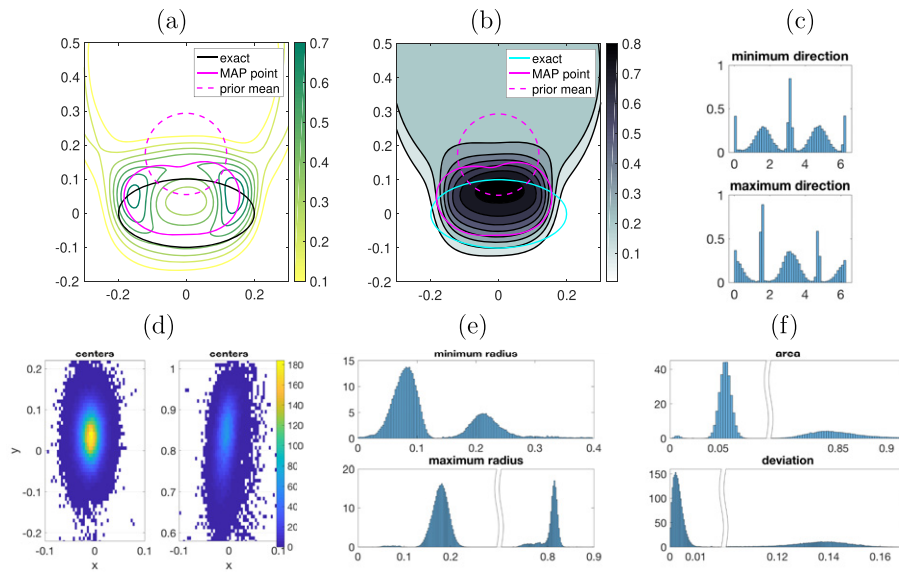 (a)
(b)
(c)
0.5
0.4
0.3
0.2
0.1
0
-0.1
-0.2
-0.2
0
0.2
exact
MAP point
prior mean
0.7
0.6
0.5
0.4
0.3
0.2
0.1
0.5
0.4
0.3
0.2
0.1
0
-0.1
-0.2
-0.2
0
0.2
exact
MAP point
prior mean
0.8
0.7
0.6
0.5
0.4
0.3
0.2
0.1
0
minimum direction
1
0.5
0
0 2 4 6
maximum direction
1
0.5
0
0 2 4 6
(d)
(e)
(f)
centers
0.2
0.1
0
-0.1
-0.2
y
-0.1 0 0.1
x
centers
1
0.9
0.8
0.7
0.6
-0.1 0 0.1
x
180
160
140
120
100
80
60
40
20
0
minimum radius
15
10
5
0
0 0.1 0.2 0.3 0.4
maximum radius
20
10
0
0 0.1 0.2 0.8 0.9
area
40
20
0
0 0.05 0.85 0.9
deviation
150
100
50
0
0 0.01 0.12 0.14 0.16